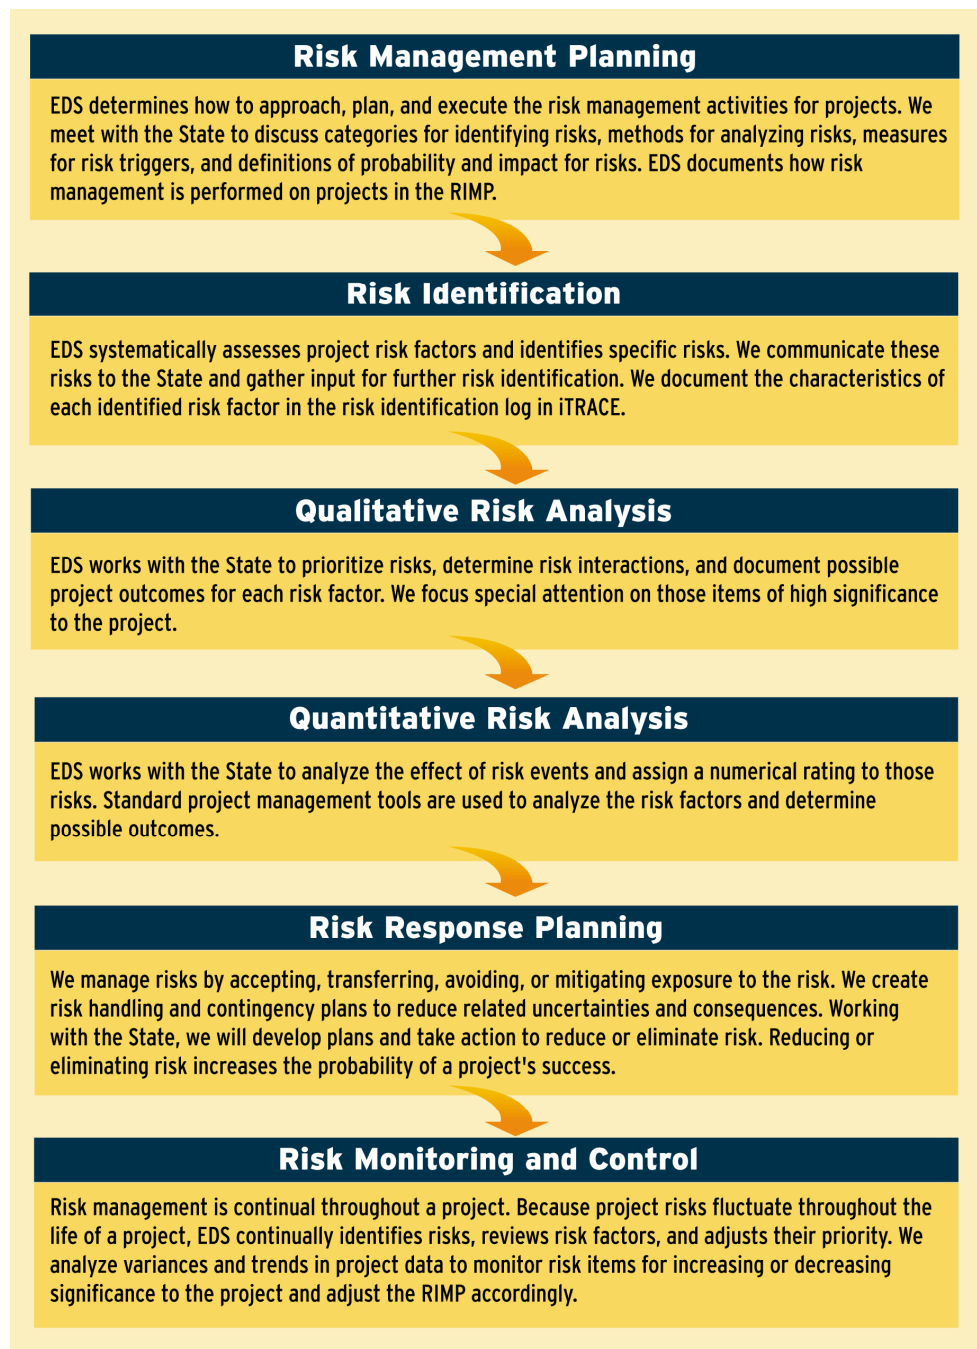 Risk Management Planning
EDS determines how to approach, plan, and execute the risk management activities for projects. We
meet with the State to discuss categories for identifying risks, methods for analyzing risks, measures
for risk triggers, and definitions of probability and impact for risks. EDS documents how risk
management is performed on projects in the RIMP.
Risk Identification
EDS systematically assesses project risk factors and identifies specific risks. We communicate these
risks to the State and gather input for further risk identification. We document the characteristics of
each identified risk factor in the risk identification log in iTRACE.
Qualitative Risk Analysis
EDS works with the State to prioritize risks, determine risk interactions, and document possible
project outcomes for each risk factor. We focus special attention on those items of high significance
to the project.
Quantitative Risk Analysis
EDS works with the State to analyze the effect of risk events and assign a numerical rating to those
risks. Standard project management tools are used to analyze the risk factors and determine
possible outcomes.
Risk Response Planning
We manage risks by accepting, transferring, avoiding, or mitigating exposure to the risk. We create
risk handling and contingency plans to reduce related uncertainties and consequences. Working
with the State, we will develop plans and take action to reduce or eliminate risk. Reducing or
eliminating risk increases the probability of a project's success.
Risk Monitoring and Control
Risk management is continual throughout a project. Because project risks fluctuate throughout the
life of a project, EDS continually identifies risks, reviews risk factors, and adjusts their priority. We
analyze variances and trends in project data to monitor risk items for increasing or decreasing
significance to the project and adjust the RIMP accordingly.